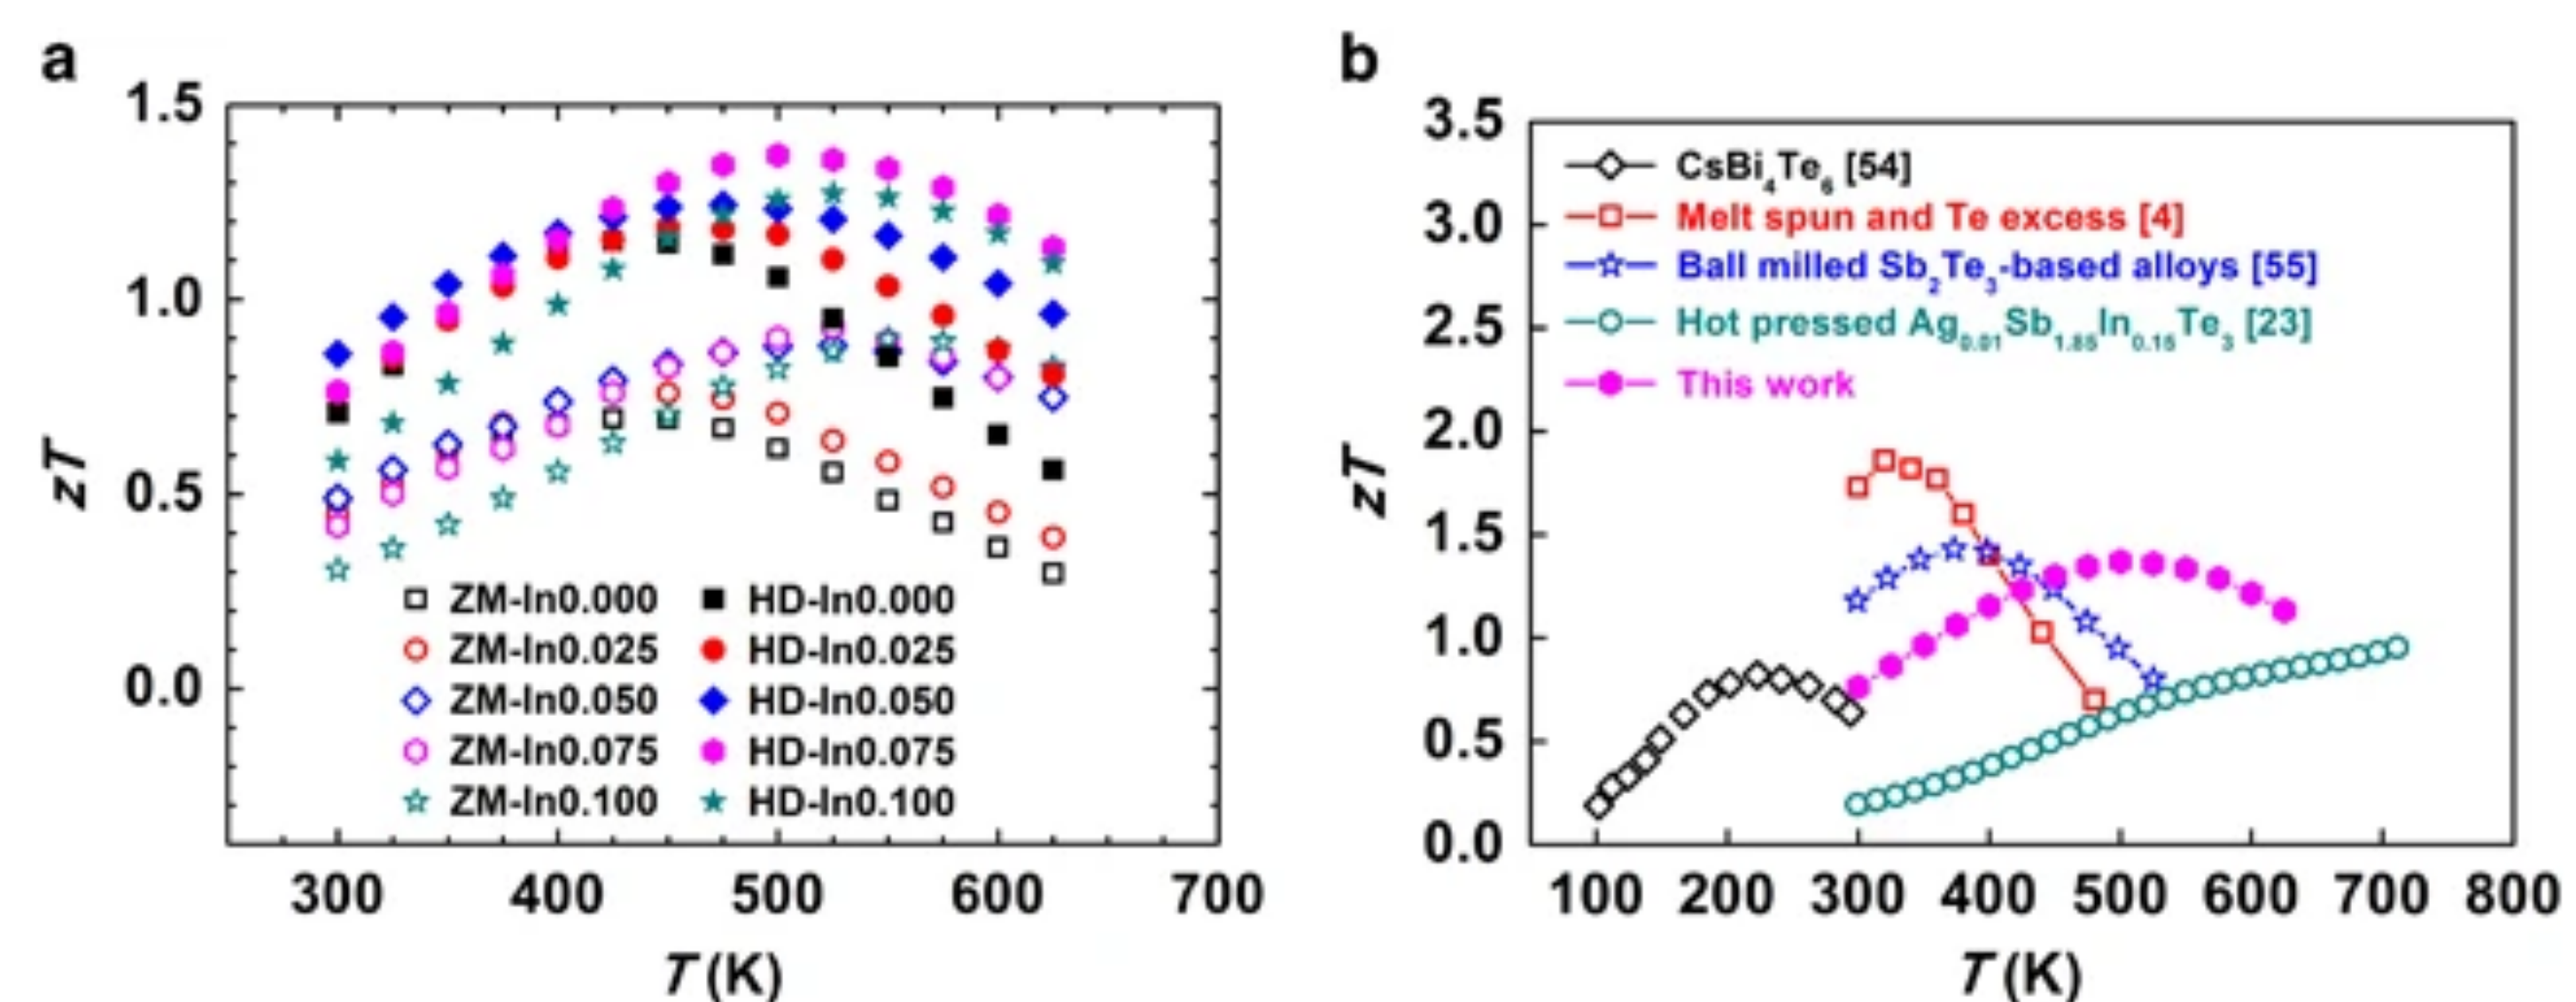 a
1.5
1.0
0.5
0.0
zT
ZM-In0.000 HD-In0.000
ZM-In0.025 HD-In0.025
ZM-In0.050 HD-In0.050
ZM-In0.075 HD-In0.075
ZM-In0.100 HD-In0.100
300 400 500 600 700
T (K)
b
3.5
3.0
2.5
2.0
1.5
1.0
0.5
0.0
zT
CsBi₄Te₆ [54]
Melt spun and Te excess [4]
Ball milled Sb₂Te₃-based alloys [55]
Hot pressed Ag₀.₀₁Sb₁.₈₅In₀.₁₅Te₃ [23]
This work
100 200 300 400 500 600 700 800
T (K)